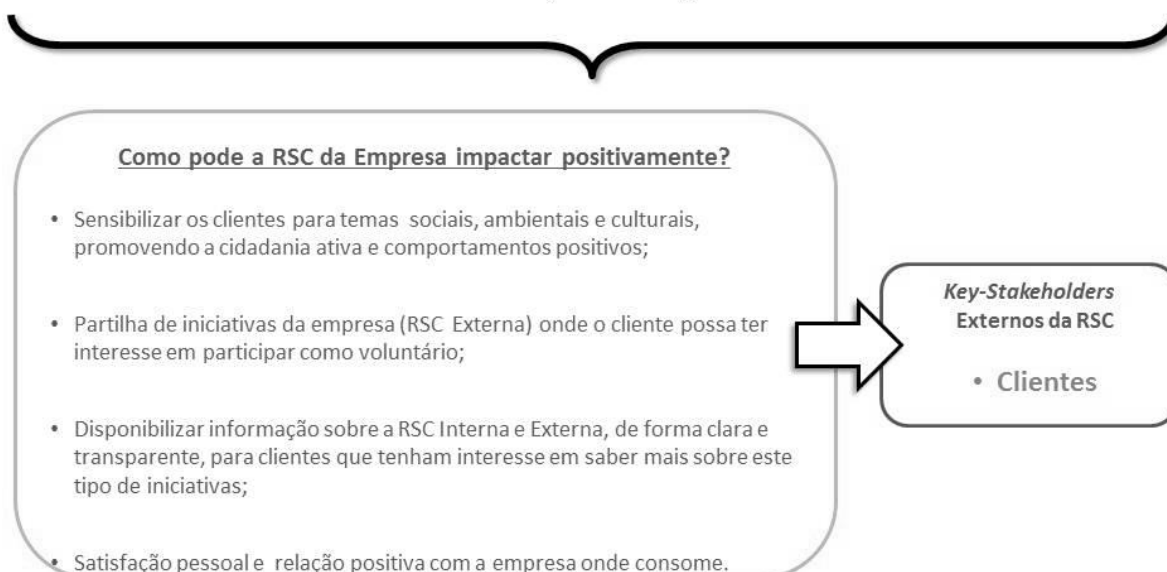 Como pode a RSC da Empresa impactar positivamente?
• Sensibilizar os clientes para temas sociais, ambientais e culturais,
promovendo a cidadania ativa e comportamentos positivos;
• Partilha de iniciativas da empresa (RSC Externa) onde o cliente possa ter
interesse em participar como voluntário;
• Disponibilizar informação sobre a RSC Interna e Externa, de forma clara e
transparente, para clientes que tenham interesse em saber mais sobre este
tipo de iniciativas;
• Satisfação pessoal e relação positiva com a empresa onde consome.
Key-Stakeholders
Externos da RSC
• Clientes